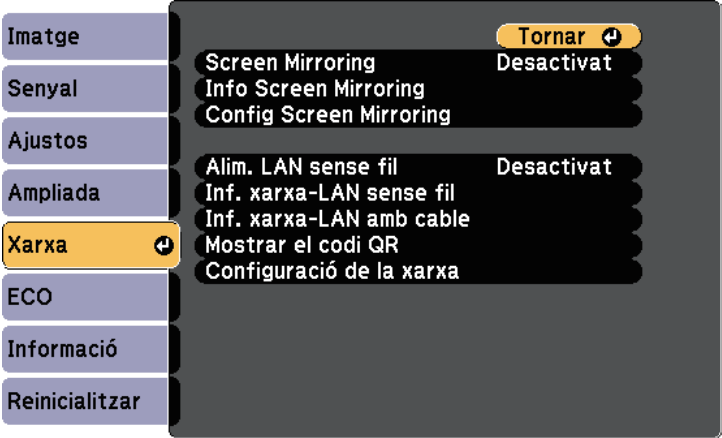 Imatge
Senyal
Ajustos
Ampliada
Xarxa
ECO
Informació
Reinicialitzar
Tornar
Screen Mirroring Desactivat
Info Screen Mirroring
Config Screen Mirroring
Alim. LAN sense fil Desactivat
Inf. xarxa-LAN sense fil
Inf. xarxa-LAN amb cable
Mostrar el codi QR
Configuració de la xarxa